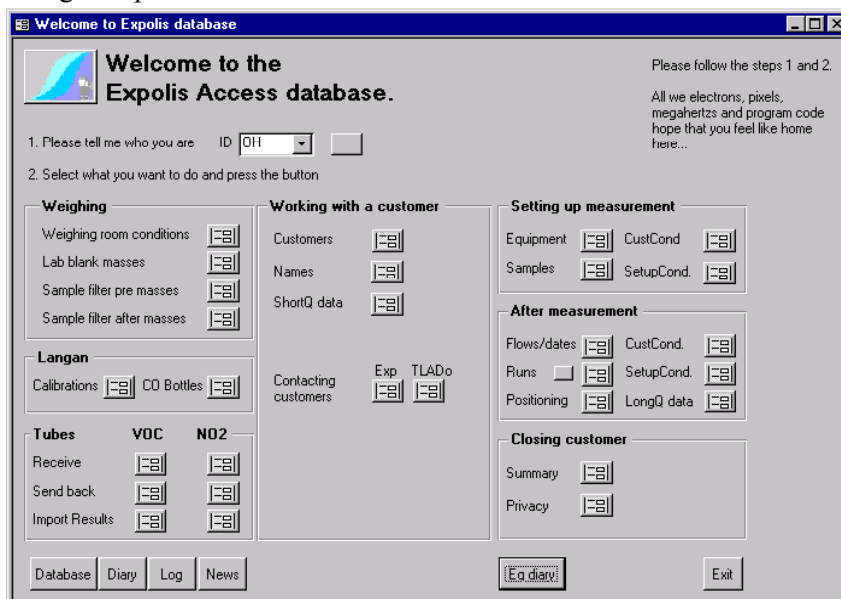 Welcome to Expolis database
Welcome to the
Expolis Access database.
Please follow the steps 1 and 2.
All we electrons, pixels,
megahertzs and program code
hope that you feel like home
here...
1. Please tell me who you are ID OH
2. Select what you want to do and press the button
Weighing
Weighing room conditions
Lab blank masses
Sample filter pre masses
Sample filter after masses
Langan
Calibrations CO Bottles
Tubes VOC NO2
Receive
Send back
Import Results
Working with a customer
Customers
Names
ShortQ data
Exp TLADo
Contacting
customers
Setting up measurement
Equipment CustCond
Samples SetupCond.
After measurement
Flows/dates CustCond.
Runs SetupCond.
Positioning LongQ data
Closing customer
Summary
Privacy
Database Diary Log News Eq diary Exit